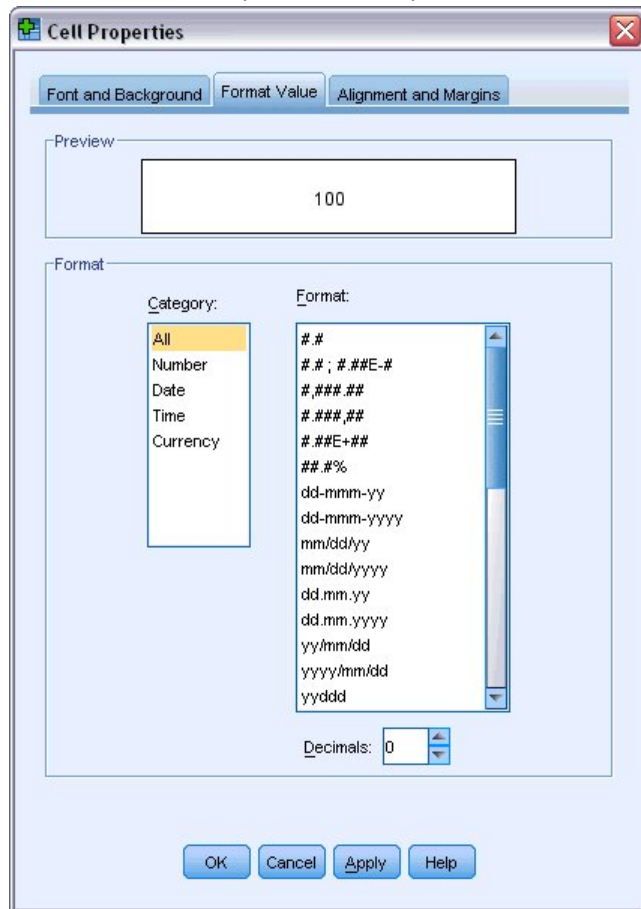 Cell Properties
Font and Background
Format Value
Alignment and Margins
Preview
100
Format
Category:
All
Number
Date
Time
Currency
Format:
#.#
#.# ; #.##E-#
#,###.##
#.###,##
#.##E+##
##.#%
dd-mmm-yy
dd-mmm-yyyy
mm/dd/yy
mm/dd/yyyy
dd.mm.yy
dd.mm.yyyy
yy/mm/dd
yyyy/mm/dd
yyddd
Decimals: 0
OK
Cancel
Apply
Help